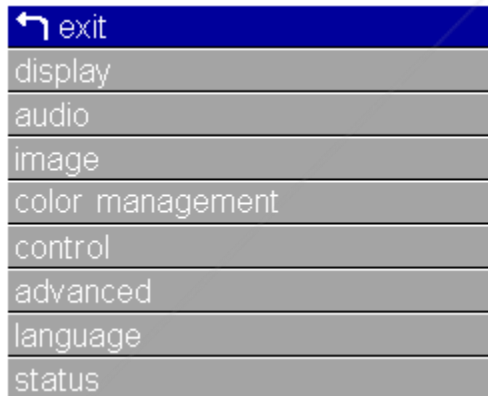 exit
display
audio
image
color management
control
advanced
language
status